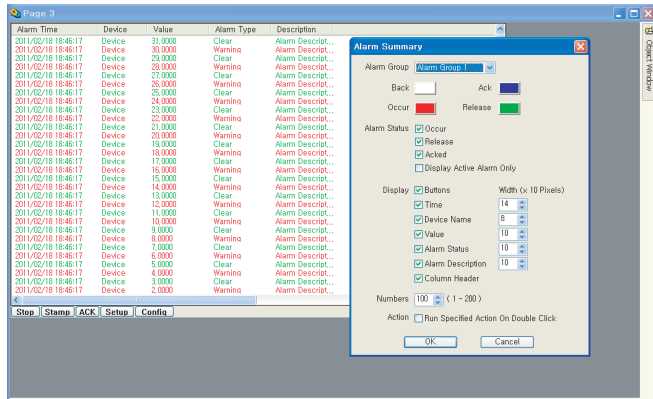 Page 3
Alarm Time Device Value Alarm Type Description
2011/02/18 18:46:17 Device 31,0000 Clear Alarm Descript...
2011/02/18 18:46:17 Device 30,0000 Warning Alarm Descript...
2011/02/18 18:46:17 Device 29,0000 Clear Alarm Descript...
2011/02/18 18:46:17 Device 28,0000 Warning Alarm Descript...
2011/02/18 18:46:17 Device 27,0000 Clear Alarm Descript...
2011/02/18 18:46:17 Device 26,0000 Warning Alarm Descript...
2011/02/18 18:46:17 Device 25,0000 Clear Alarm Descript...
2011/02/18 18:46:17 Device 24,0000 Warning Alarm Descript...
2011/02/18 18:46:17 Device 23,0000 Clear Alarm Descript...
2011/02/18 18:46:17 Device 22,0000 Warning Alarm Descript...
2011/02/18 18:46:17 Device 21,0000 Clear Alarm Descript...
2011/02/18 18:46:17 Device 20,0000 Warning Alarm Descript...
2011/02/18 18:46:17 Device 19,0000 Clear Alarm Descript...
2011/02/18 18:46:17 Device 18,0000 Warning Alarm Descript...
2011/02/18 18:46:17 Device 17,0000 Clear Alarm Descript...
2011/02/18 18:46:17 Device 16,0000 Warning Alarm Descript...
2011/02/18 18:46:17 Device 15,0000 Clear Alarm Descript...
2011/02/18 18:46:17 Device 14,0000 Warning Alarm Descript...
2011/02/18 18:46:17 Device 13,0000 Clear Alarm Descript...
2011/02/18 18:46:17 Device 12,0000 Warning Alarm Descript...
2011/02/18 18:46:17 Device 11,0000 Clear Alarm Descript...
2011/02/18 18:46:17 Device 10,0000 Warning Alarm Descript...
2011/02/18 18:46:17 Device 9,0000 Clear Alarm Descript...
2011/02/18 18:46:17 Device 8,0000 Warning Alarm Descript...
2011/02/18 18:46:17 Device 7,0000 Clear Alarm Descript...
2011/02/18 18:46:17 Device 6,0000 Warning Alarm Descript...
2011/02/18 18:46:17 Device 5,0000 Clear Alarm Descript...
2011/02/18 18:46:17 Device 4,0000 Warning Alarm Descript...
2011/02/18 18:46:17 Device 3,0000 Clear Alarm Descript...
2011/02/18 18:46:17 Device 2,0000 Warning Alarm Descript...
Stop Stamp ACK Setup Config
Alarm Summary
Alarm Group Alarm Group 1
Back Ack
Occur Release
Alarm Status Occur
Release
Acked
Display Active Alarm Only
Display Buttons Width (x 10 Pixels)
Time 14
Device Name 8
Value 10
Alarm Status 10
Alarm Description 10
Column Header
Numbers 100 ( 1 - 200 )
Action Run Specified Action On Double Click
OK Cancel
Object Window